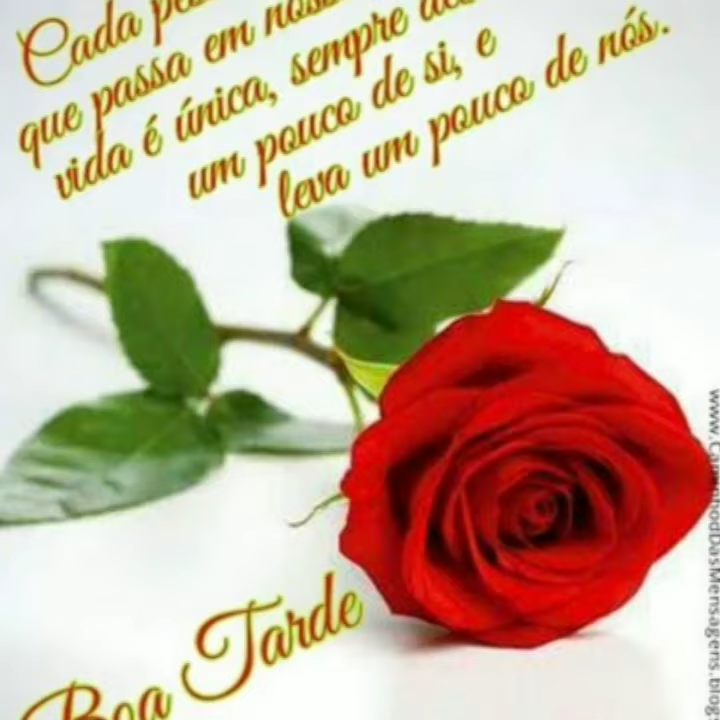 Cada
que passa em
vida é única, sempre
um pouco de si, e
leva um pouco de nós.
Boa Tarde